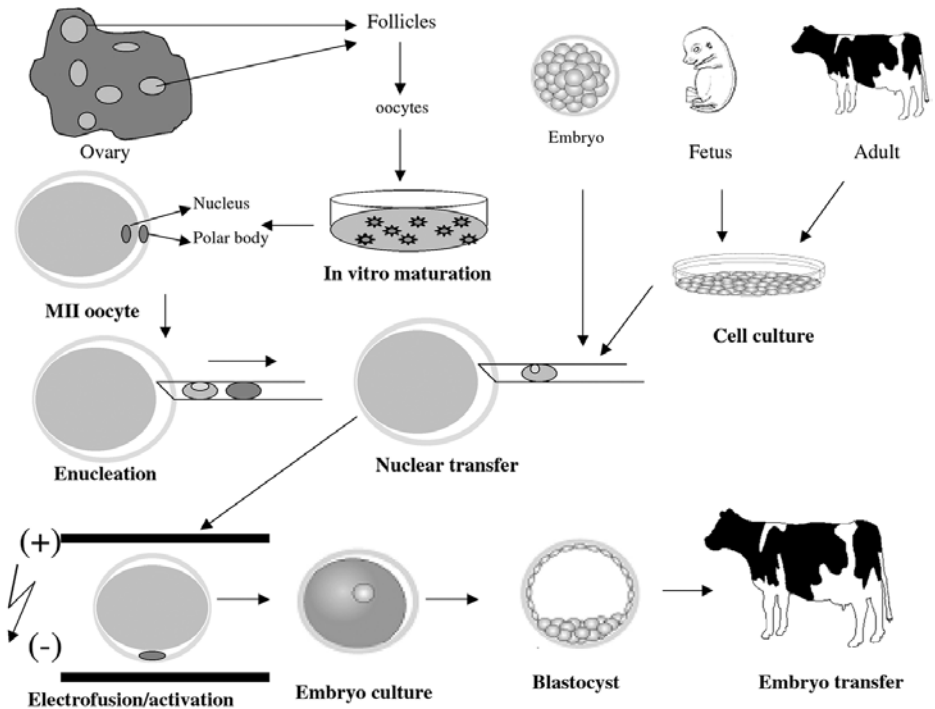 Follicles
oocytes
Ovary
Embryo
Fetus
Adult
Nucleus
Polar body
MII oocyte
In vitro maturation
Cell culture
Enucleation
Nuclear transfer
(+)
(-)
Electrofusion/activation
Embryo culture
Blastocyst
Embryo transfer